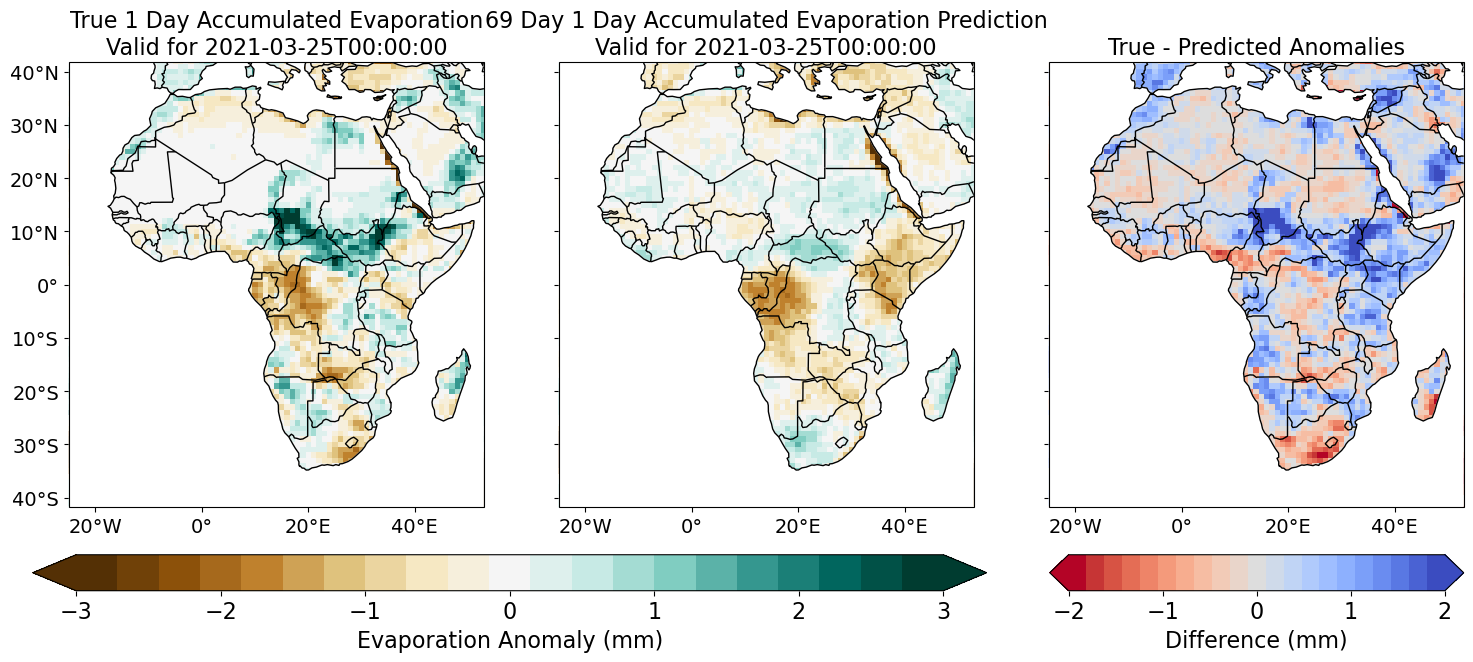 True 1 Day Accumulated Evaporation
Valid for 2021-03-25T00:00:00
69 Day 1 Day Accumulated Evaporation Prediction
Valid for 2021-03-25T00:00:00
True - Predicted Anomalies
40°N
30°N
20°N
10°N
0°
10°S
20°S
30°S
40°S
20°W 0° 20°E 40°E
20°W 0° 20°E 40°E
20°W 0° 20°E 40°E
−3 −2 −1 0 1 2 3
Evaporation Anomaly (mm)
−2 −1 0 1 2
Difference (mm)